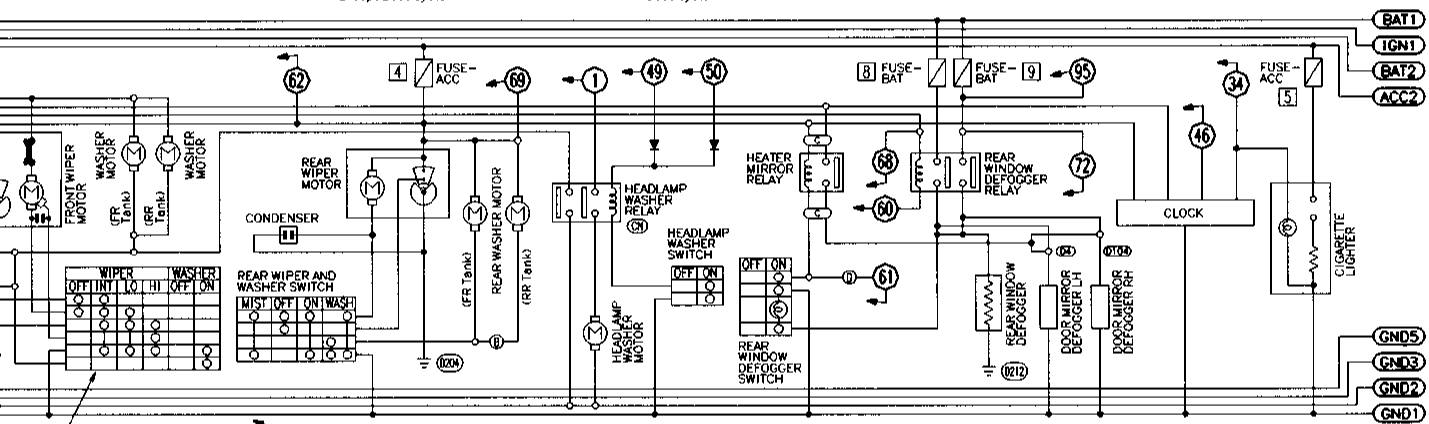 BAT1
IGN1
BAT2
ACC2
62
4
FUSE-
ACC
69
1
49
50
8
FUSE-
BAT
FUSE-
BAT
9
95
34
FUSE-
ACC
5
46
M
FRONT WIPER
MOTOR
WASHER
MOTOR
M
(FR
Tank)
M
(RR
Tank)
WASHER
MOTOR
REAR
WIPER
MOTOR
M
CONDENSER
M
(FR Tank)
REAR WASHER MOTOR
M
(RR Tank)
HEADLAMP
WASHER
RELAY
CN
HEATER
MIRROR
RELAY
C
C
68
60
REAR
WINDOW
DEFOGGER
RELAY
72
CLOCK
CIGARETTE
LIGHTER
HEADLAMP
WASHER
SWITCH
OFF ON
WIPER WASHER
OFF INT LO HI OFF ON
REAR WIPER AND
WASHER SWITCH
MIST OFF ON WASH
B
D204
M
HEADLAMP
WASHER
MOTOR
OFF ON
REAR
WINDOW
DEFOGGER
SWITCH
D
61
REAR WINDOW
DEFOGGER
D212
D4
DOOR MIRROR
DEFOGGER LH
D104
DOOR MIRROR
DEFOGGER RH
GND5
GND3
GND2
GND1